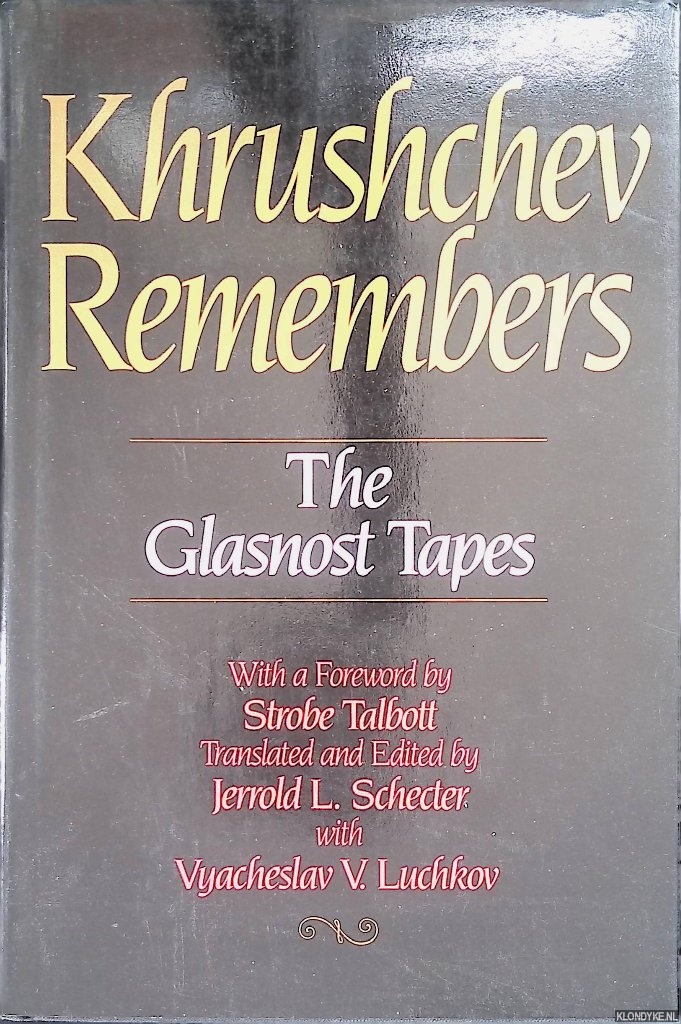 Khrushchev
Remembers
The
Glasnost Tapes
With a Foreword by
Strobe Talbott
Translated and Edited by
Jerrold L. Schecter
with
Vyacheslav V. Luchkov
KLONDYKE.NL